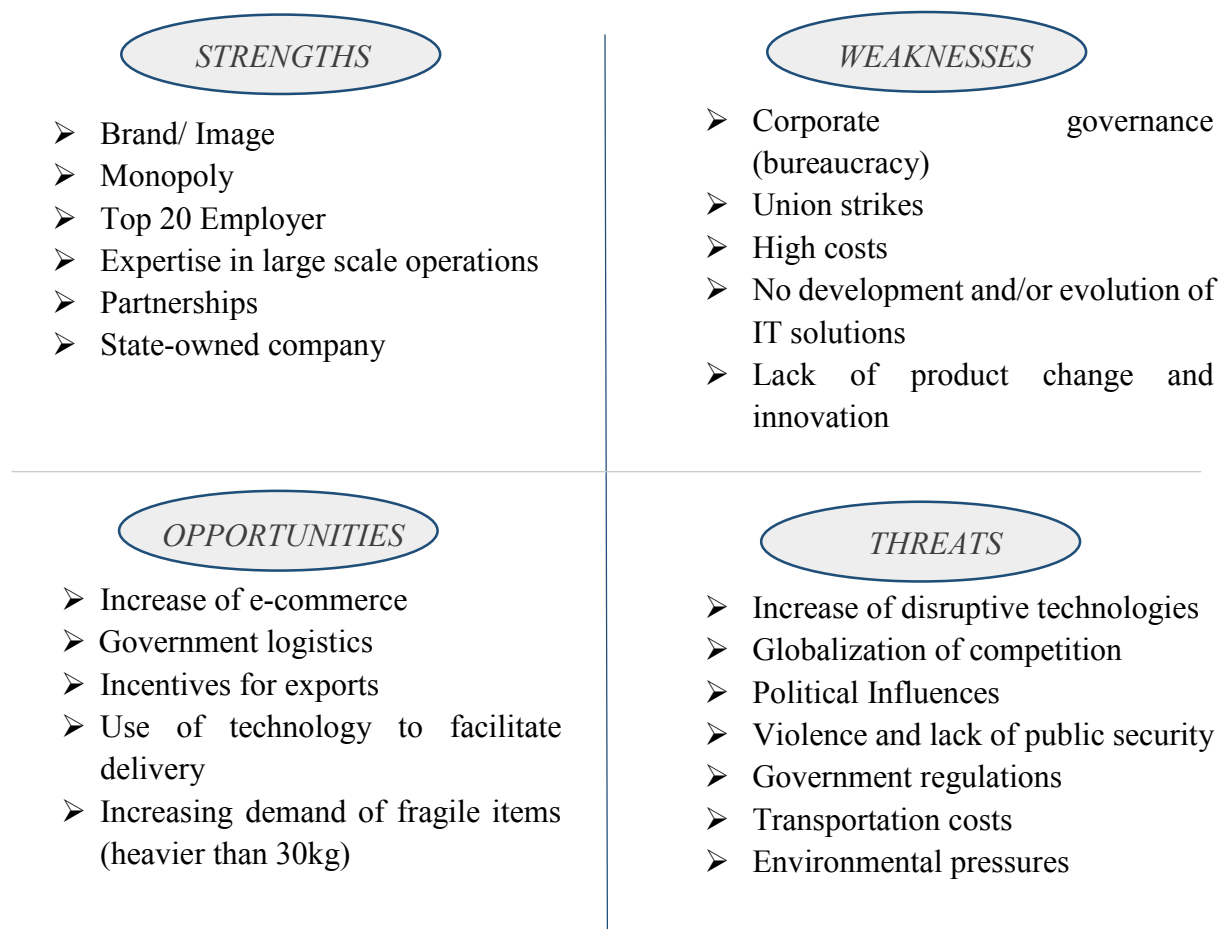 STRENGTHS
➢ Brand/ Image
➢ Monopoly
➢ Top 20 Employer
➢ Expertise in large scale operations
➢ Partnerships
➢ State-owned company
WEAKNESSES
➢ Corporate governance
(bureaucracy)
➢ Union strikes
➢ High costs
➢ No development and/or evolution of
IT solutions
➢ Lack of product change and
innovation
OPPORTUNITIES
➢ Increase of e-commerce
➢ Government logistics
➢ Incentives for exports
➢ Use of technology to facilitate
delivery
➢ Increasing demand of fragile items
(heavier than 30kg)
THREATS
➢ Increase of disruptive technologies
➢ Globalization of competition
➢ Political Influences
➢ Violence and lack of public security
➢ Government regulations
➢ Transportation costs
➢ Environmental pressures